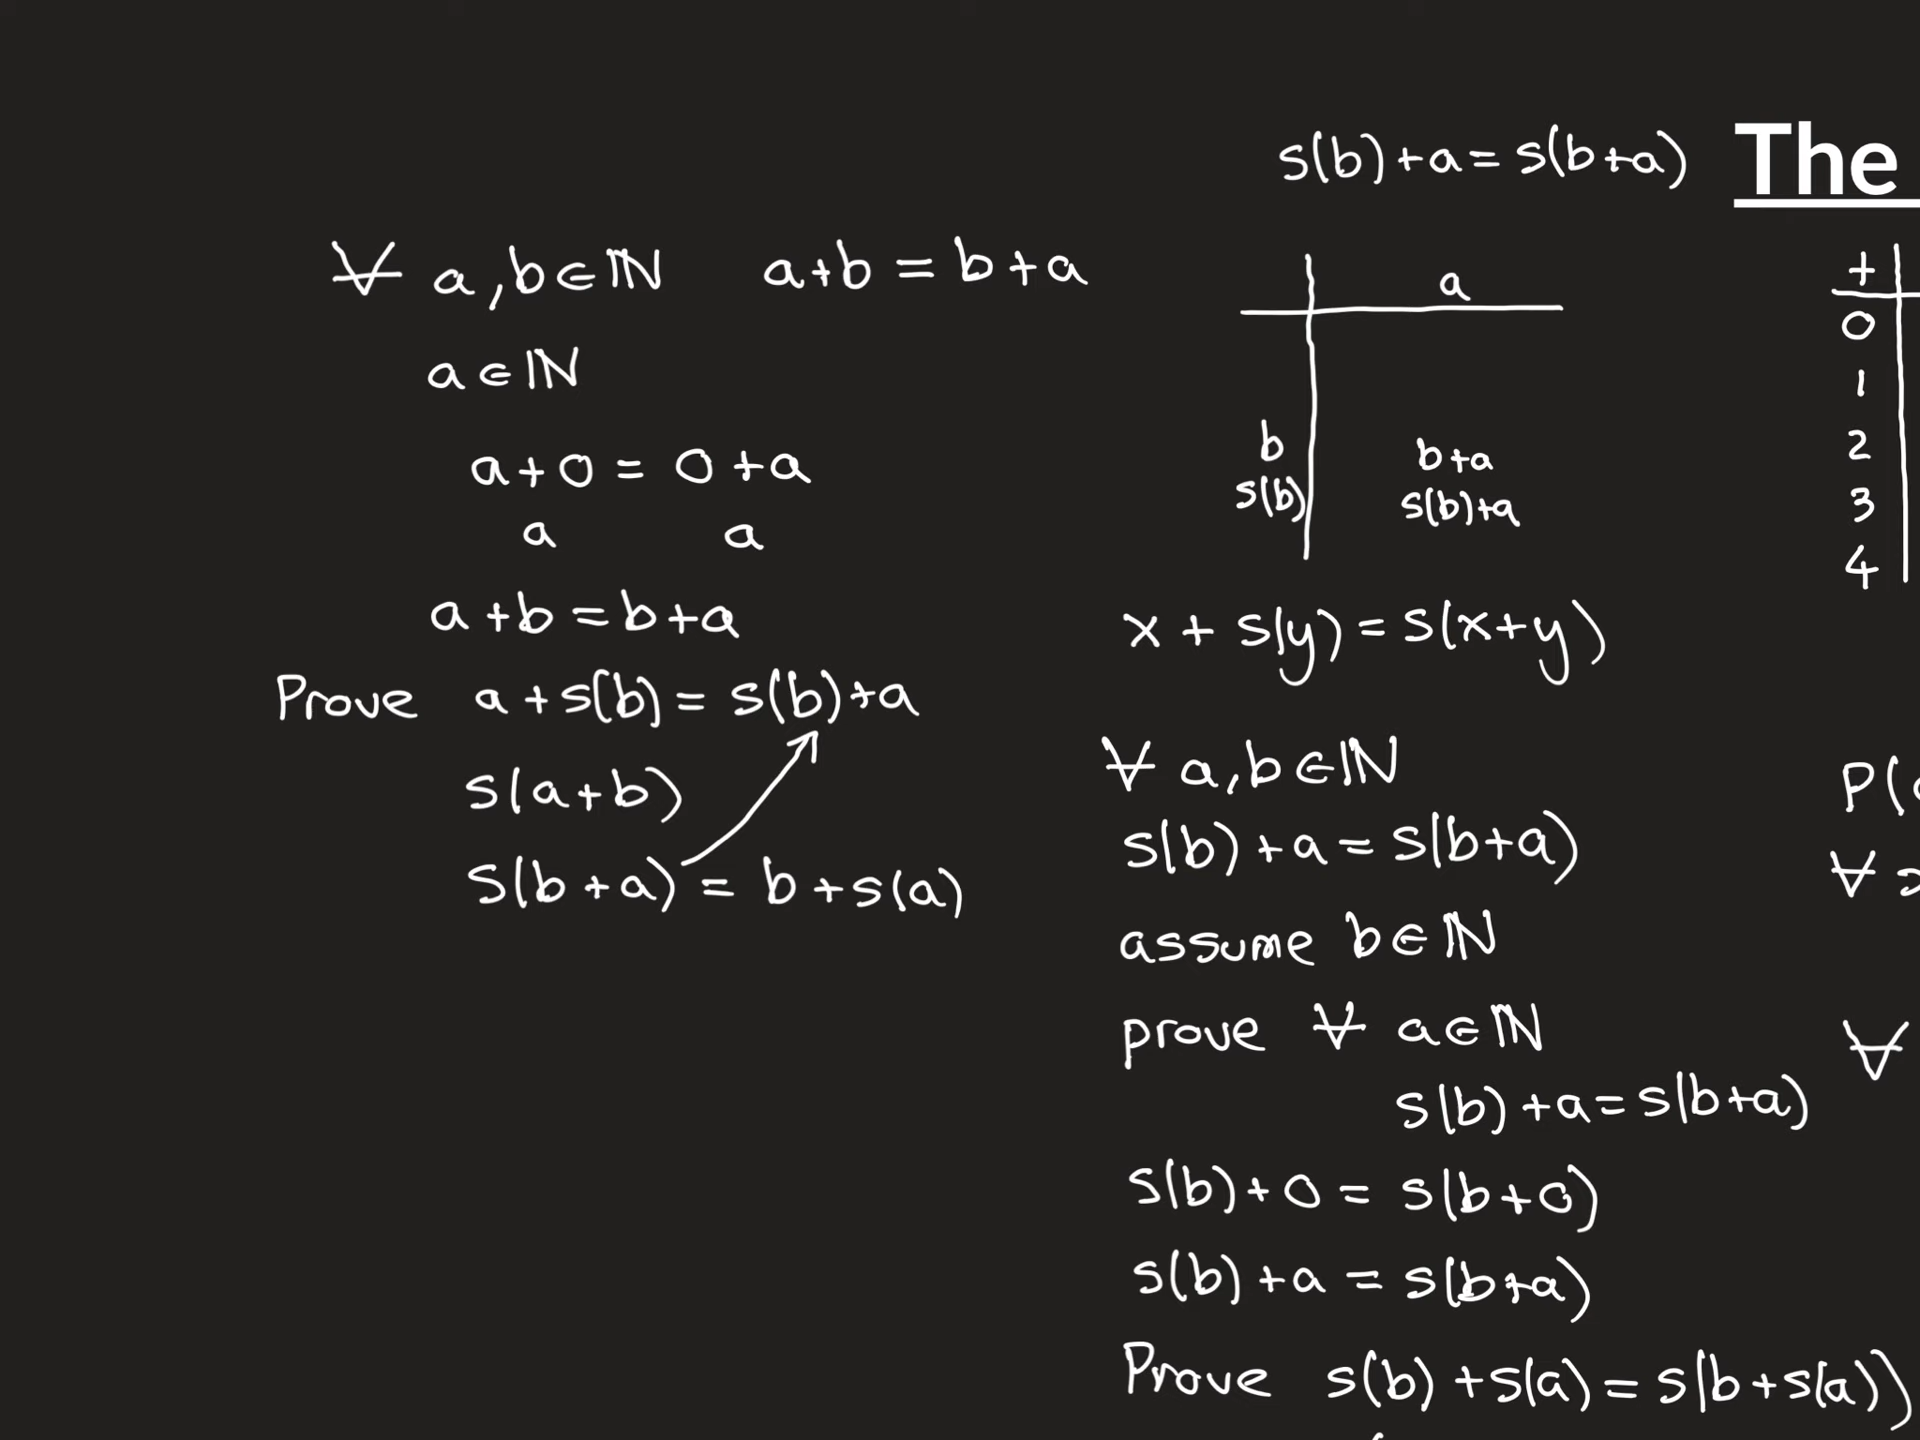 ∀ a,b∈ℕ a+b = b+a
a∈ℕ
a+0 = 0+a
a a
a+b = b+a
Prove a+s(b) = s(b)+a
s(a+b)
s(b+a) = b+s(a)
s(b)+a = s(b+a)
a
b b+a
s(b) s(b)+a
x + s(y) = s(x+y)
∀ a,b∈ℕ
s(b)+a = s(b+a)
assume b∈ℕ
prove ∀ a∈ℕ
s(b)+a = s(b+a)
s(b)+0 = s(b+0)
s(b)+a = s(b+a)
Prove s(b)+s(a) = s(b+s(a))
The
+
0
1
2
3
4
P(
∀
∀